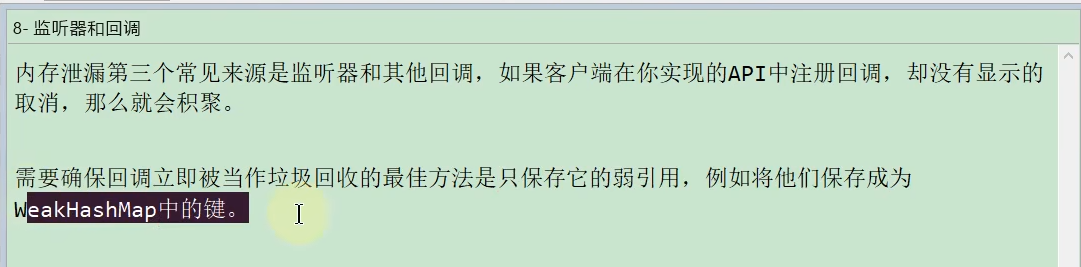 8- 监听器和回调
内存泄漏第三个常见来源是监听器和其他回调，如果客户端在你实现的API中注册回调，却没有显示的
取消，那么就会积聚。
需要确保回调立即被当作垃圾回收的最佳方法是只保存它的弱引用，例如将他们保存成为
WeakHashMap中的键。